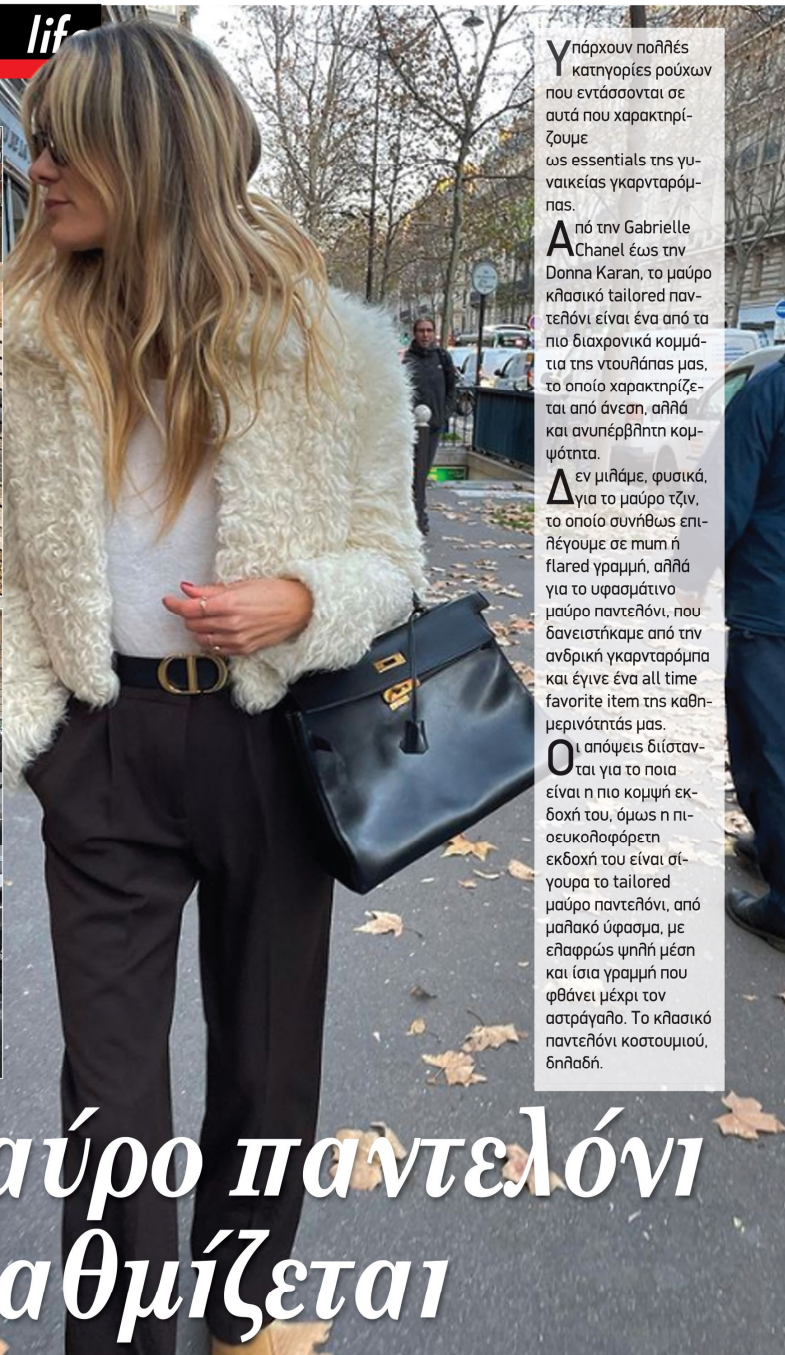 life
Υπάρχουν πολλές
κατηγορίες ρούχων
που εντάσσονται σε
αυτά που χαρακτηρί-
ζουμε
ως essentials της γυ-
ναικείας γκαρνταρόμ-
πας.
Από την Gabrielle
Chanel έως την
Donna Karan, το μαύρο
κλασικό tailored παν-
τελόνι είναι ένα από τα
πιο διαχρονικά κομμά-
τια της ντουλάπας μας,
το οποίο χαρακτηρίζε-
ται από άνεση, αλλά
και ανυπέρβλητη κομ-
ψότητα.
Δεν μιλάμε, φυσικά,
για το μαύρο τζιν,
το οποίο συνήθως επι-
λέγουμε σε mum ή
flared γραμμή, αλλά
για το υφασμάτινο
μαύρο παντελόνι, που
δανειστήκαμε από την
ανδρική γκαρνταρόμπα
και έγινε ένα all time
favorite item της καθη-
μερινότητάς μας.
Οι απόψεις διίσταν-
ται για το ποια
είναι η πιο κομψή εκ-
δοχή του, όμως η πι-
οευκολοφόρετη
εκδοχή του είναι σί-
γουρα το tailored
μαύρο παντελόνι, από
μαλακό ύφασμα, με
ελαφρώς ψηλή μέση
και ίσια γραμμή που
φθάνει μέχρι τον
αστράγαλο. Το κλασικό
παντελόνι κοστουμιού,
δηλαδή.
αύρο παντελόνι
αθμίζεται